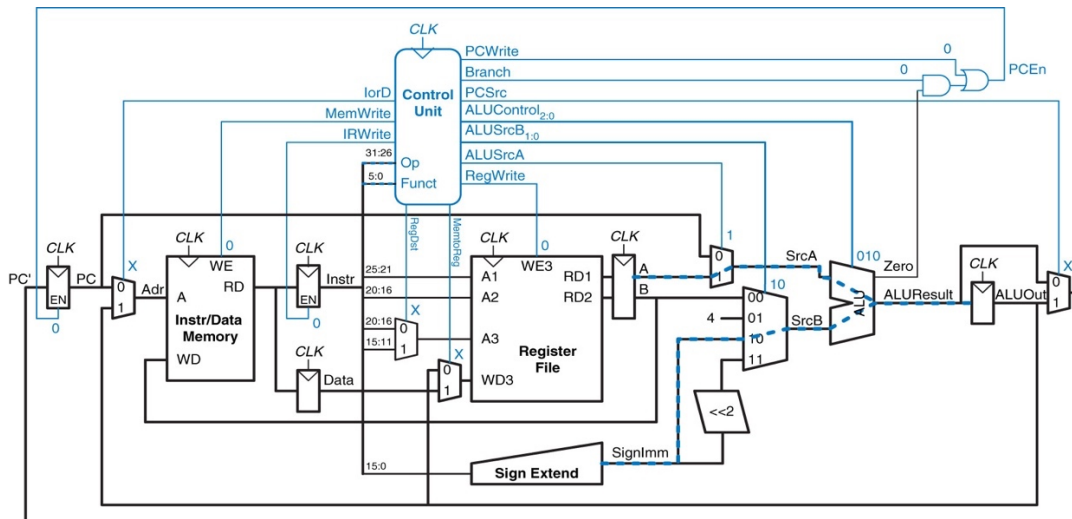 CLK
PCWrite
0
Branch
0
PCEn
Control
Unit
PCSrc
IorD
ALUControl2:0
MemWrite
ALUSrcB1:0
IRWrite
ALUSrcA
31:26
Op
RegWrite
5:0
Funct
RegDst
MemtoReg
CLK
CLK
CLK
CLK
CLK
1
0
X
0
0
010
X
PC'
PC
EN
0
0
1
Adr
WE
RD
A
Instr/Data
Memory
WD
EN
0
Instr
25:21
A1
20:16
A2
WE3
RD1
RD2
A
B
0
1
SrcA
Zero
CLK
10
00
4
01
10
11
SrcB
ALU
ALUResult
ALUOut
0
1
20:16
15:11
X
0
1
A3
Register
File
CLK
Data
X
0
1
WD3
<<2
15:0
Sign Extend
SignImm